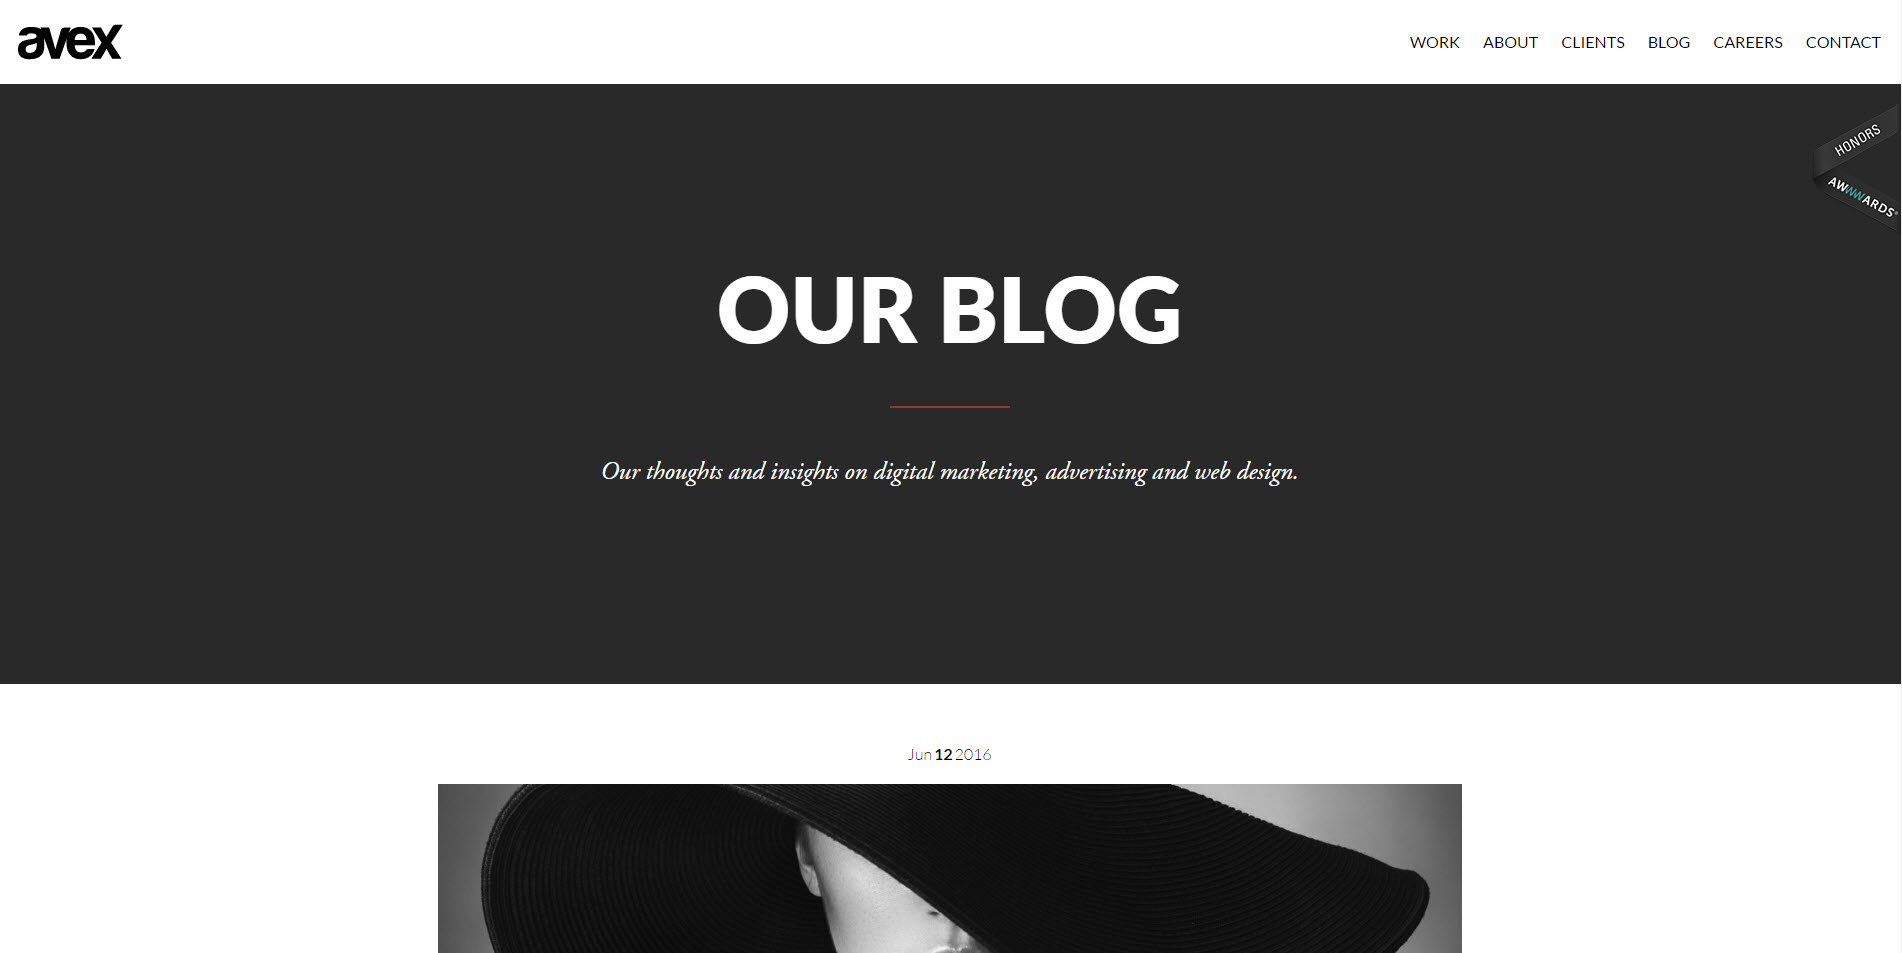 avex
WORK ABOUT CLIENTS BLOG CAREERS CONTACT
HONORS
AWWWARDS®
OUR BLOG
Our thoughts and insights on digital marketing, advertising and web design.
Jun 12 2016